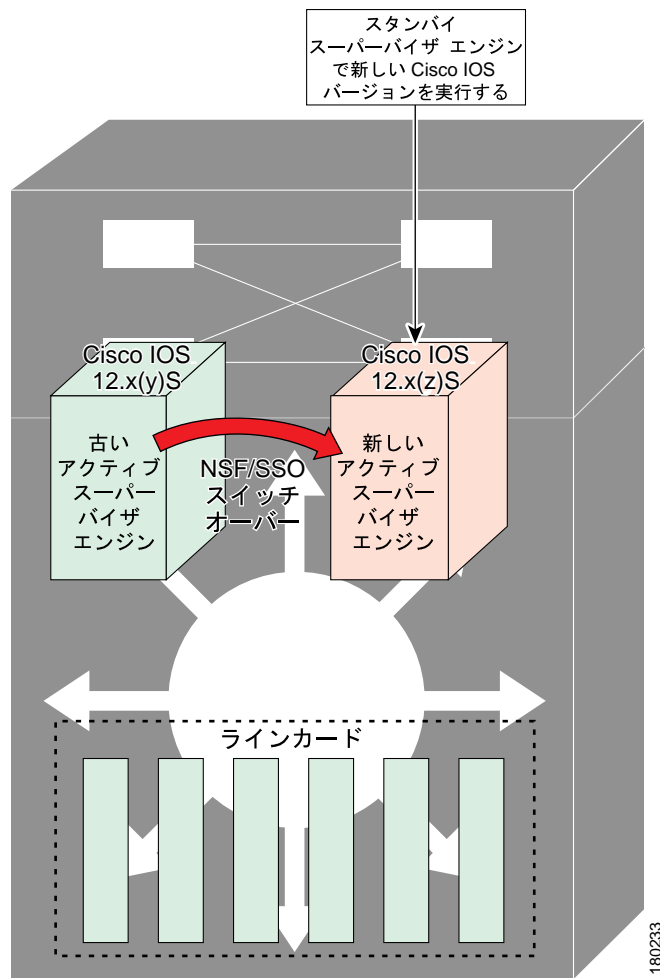 スタンバイ
スーパーバイザ エンジン
で新しい Cisco IOS
バージョンを実行する
Cisco IOS
12.x(y)S
Cisco IOS
12.x(z)S
古い
アクティブ
スーパー
バイザ
エンジン
NSF/SSO
スイッチ
オーバー
新しい
アクティブ
スーパー
バイザ
エンジン
ラインカード
180233